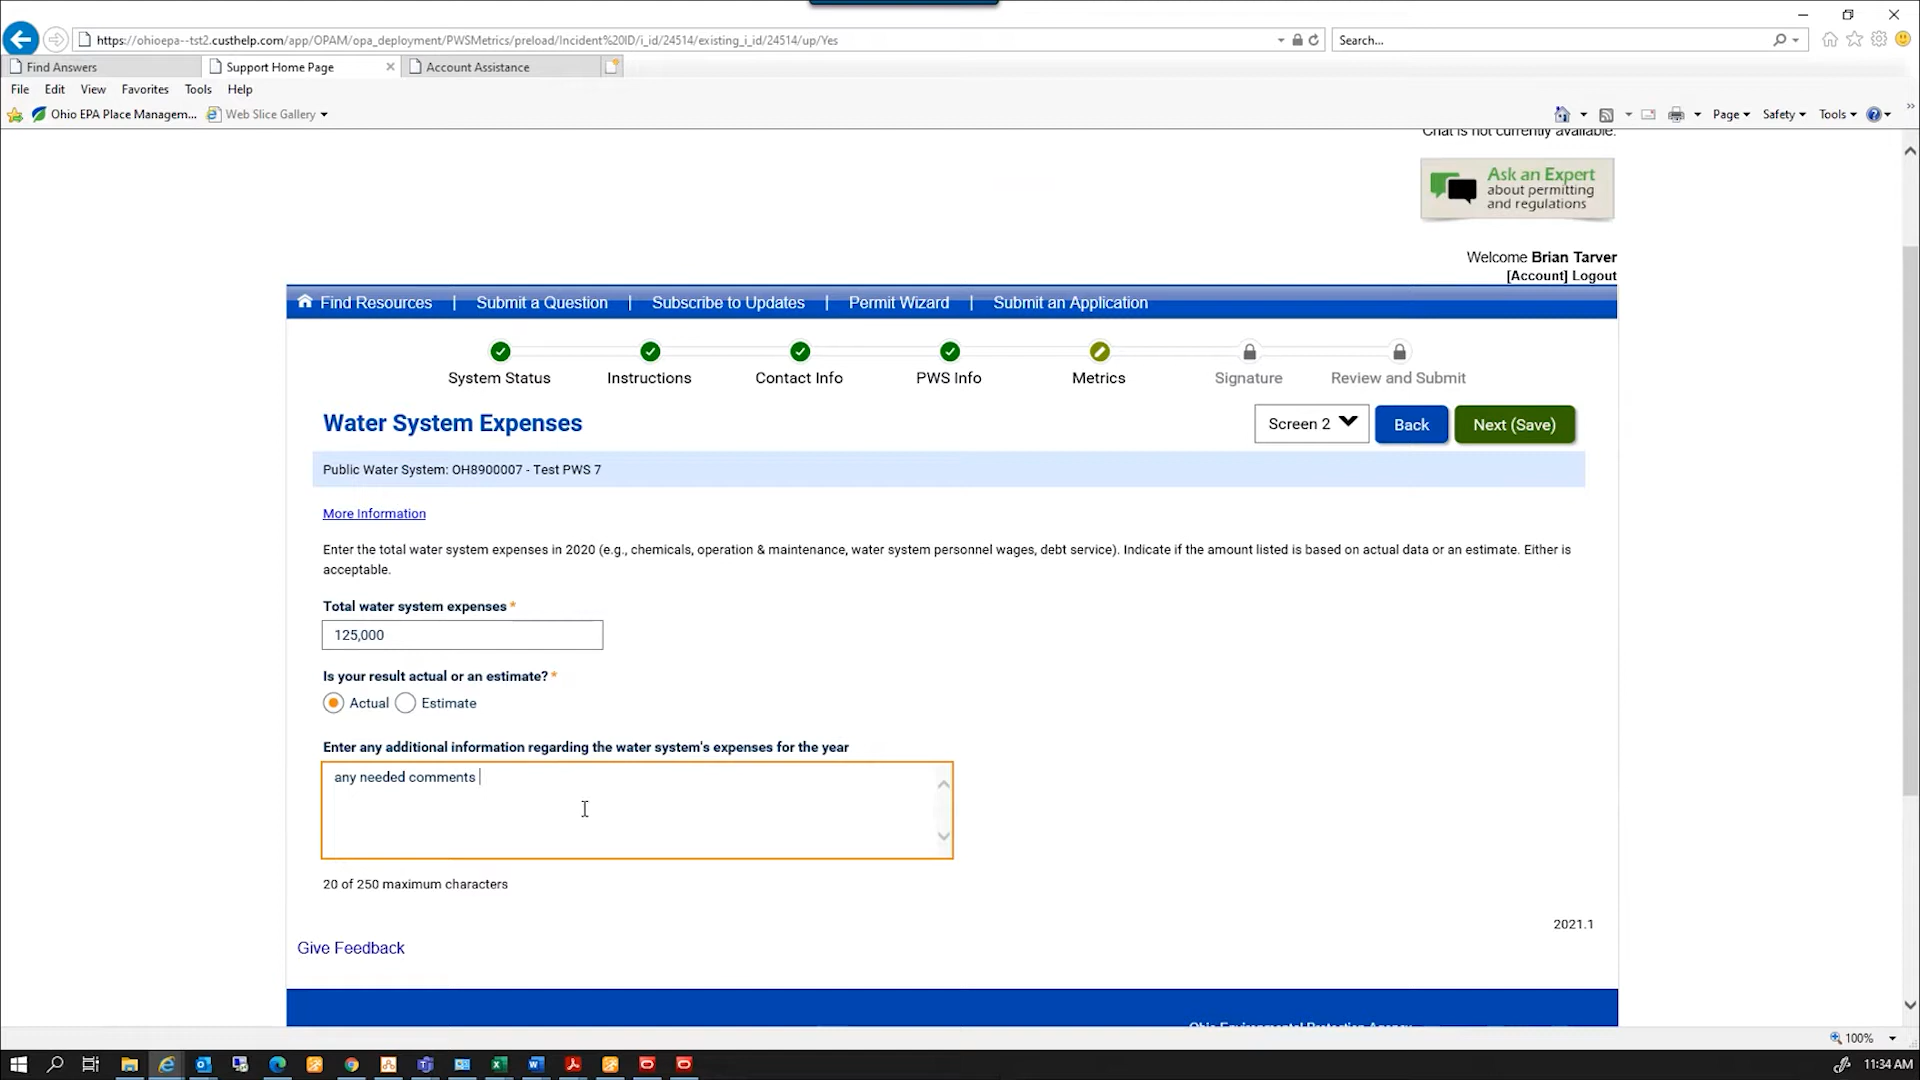 https://ohioepa--tst2.custhelp.com/app/OPAM/opa_deployment/PWSMetrics/preload/Incident%20ID/i_id/24514/existing_i_id/24514/up/Yes
Search...
Find Answers
Support Home Page
Account Assistance
File Edit View Favorites Tools Help
Ohio EPA Place Managem... Web Slice Gallery
Page Safety Tools
Chat is not currently available.
Ask an Expert
about permitting
and regulations
Welcome Brian Tarver
[Account] Logout
Find Resources | Submit a Question | Subscribe to Updates | Permit Wizard | Submit an Application
System Status Instructions Contact Info PWS Info Metrics Signature Review and Submit
Water System Expenses
Screen 2 Back Next (Save)
Public Water System: OH8900007 - Test PWS 7
More Information
Enter the total water system expenses in 2020 (e.g., chemicals, operation & maintenance, water system personnel wages, debt service). Indicate if the amount listed is based on actual data or an estimate. Either is
acceptable.
Total water system expenses *
125,000
Is your result actual or an estimate? *
Actual Estimate
Enter any additional information regarding the water system's expenses for the year
any needed comments
20 of 250 maximum characters
2021.1
Give Feedback
Ohio Environmental Protection Agency
100%
11:34 AM